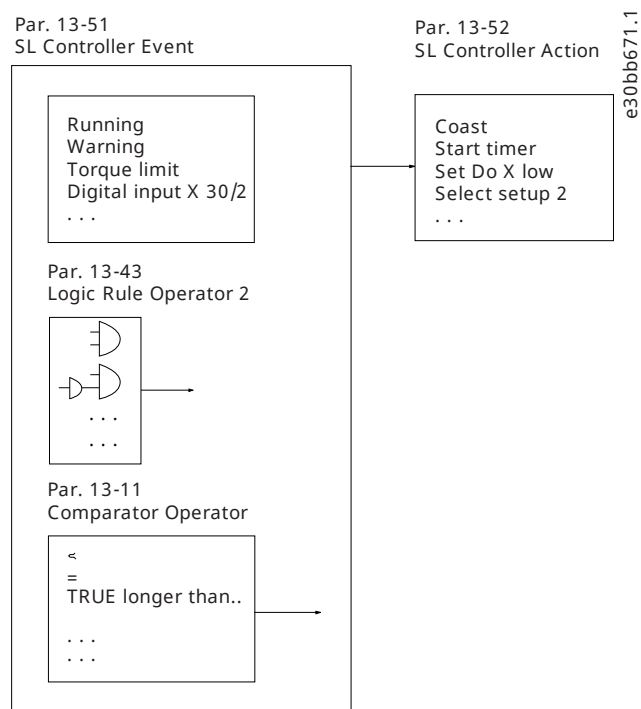 Par. 13-51
SL Controller Event
Par. 13-52
SL Controller Action
e30bb671.1
Running
Warning
Torque limit
Digital input X 30/2
. . .
Coast
Start timer
Set Do X low
Select setup 2
. . .
Par. 13-43
Logic Rule Operator 2
. . .
. . .
Par. 13-11
Comparator Operator
<
=
TRUE longer than..
. . .
. . .